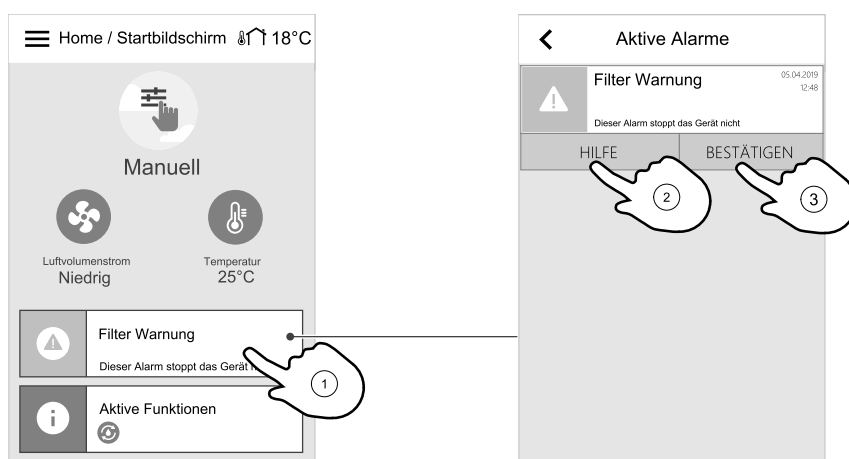 Home / Startbildschirm 18°C
Manuell
Luftvolumenstrom
Niedrig
Temperatur
25°C
Filter Warnung
Dieser Alarm stoppt das Gerät
1
Aktive Funktionen
Aktive Alarme
Filter Warnung
05.04.2019
12:48
Dieser Alarm stoppt das Gerät nicht
HILFE
BESTÄTIGEN
2
3